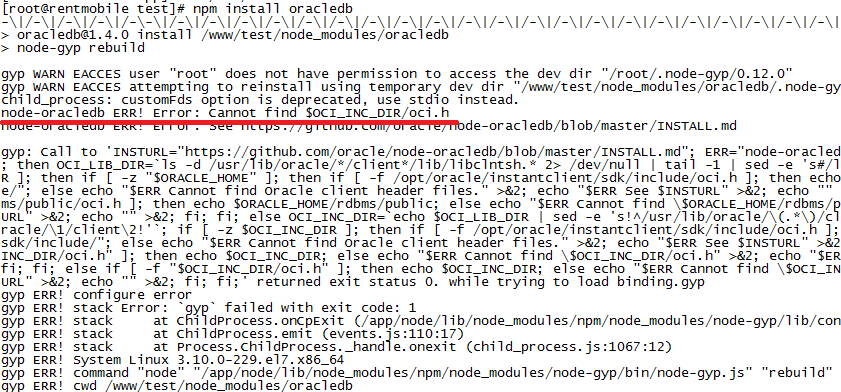 [root@rentmobile test]# npm install oracledb
-\|/-\|/-\|/-\|/-\|/-\|/-\|/-\|/-\|/-\|/-\|/-\|/-\|/-\|/-\|/-\|/-\|/-\|/-\|/-\|/-\|/-\|/-\|/-\|/-\|/-\|
> oracledb@1.4.0 install /www/test/node_modules/oracledb
> node-gyp rebuild
gyp WARN EACCES user "root" does not have permission to access the dev dir "/root/.node-gyp/0.12.0"
gyp WARN EACCES attempting to reinstall using temporary dev dir "/www/test/node_modules/oracledb/.node-gy
child_process: customFds option is deprecated, use stdio instead.
node-oracledb ERR! Error: Cannot find $OCI_INC_DIR/oci.h
node-oracledb ERR! Error: See https://github.com/oracle/node-oracledb/blob/master/INSTALL.md
gyp: Call to 'INSTURL="https://github.com/oracle/node-oracledb/blob/master/INSTALL.md"; ERR="node-oracled
; then OCI_LIB_DIR=`ls -d /usr/lib/oracle/*/client*/lib/libclntsh.* 2> /dev/null | tail -1 | sed -e 's#/l
R ]; then if [ -z "$ORACLE_HOME" ]; then if [ -f /opt/oracle/instantclient/sdk/include/oci.h ]; then echo
e/"; else echo "$ERR Cannot find Oracle client header files." >&2; echo "$ERR See $INSTURL" >&2; echo ""
ms/public/oci.h ]; then echo $ORACLE_HOME/rdbms/public; else echo "$ERR Cannot find \$ORACLE_HOME/rdbms/p
URL" >&2; echo "" >&2; fi; fi; else OCI_INC_DIR=`echo $OCI_LIB_DIR | sed -e 's!^/usr/lib/oracle/\(.*\)/cl
racle/\1/client\2!'`; if [ -z $OCI_INC_DIR ]; then if [ -f /opt/oracle/instantclient/sdk/include/oci.h ];
sdk/include/"; else echo "$ERR Cannot find Oracle client header files." >&2; echo "$ERR See $INSTURL" >&2
INC_DIR/oci.h" ]; then echo $OCI_INC_DIR; else echo "$ERR Cannot find \$OCI_INC_DIR/oci.h" >&2; echo "$ER
fi; fi; else if [ -f "$OCI_INC_DIR/oci.h" ]; then echo $OCI_INC_DIR; else echo "$ERR Cannot find \$OCI_IN
URL" >&2; echo "" >&2; fi; fi;' returned exit status 0. while trying to load binding.gyp
gyp ERR! configure error
gyp ERR! stack Error: `gyp` failed with exit code: 1
gyp ERR! stack     at ChildProcess.onCpExit (/app/node/lib/node_modules/npm/node_modules/node-gyp/lib/con
gyp ERR! stack     at ChildProcess.emit (events.js:110:17)
gyp ERR! stack     at Process.ChildProcess._handle.onexit (child_process.js:1067:12)
gyp ERR! System Linux 3.10.0-229.el7.x86_64
gyp ERR! command "node" "/app/node/lib/node_modules/npm/node_modules/node-gyp/bin/node-gyp.js" "rebuild"
gyp ERR! cwd /www/test/node_modules/oracledb